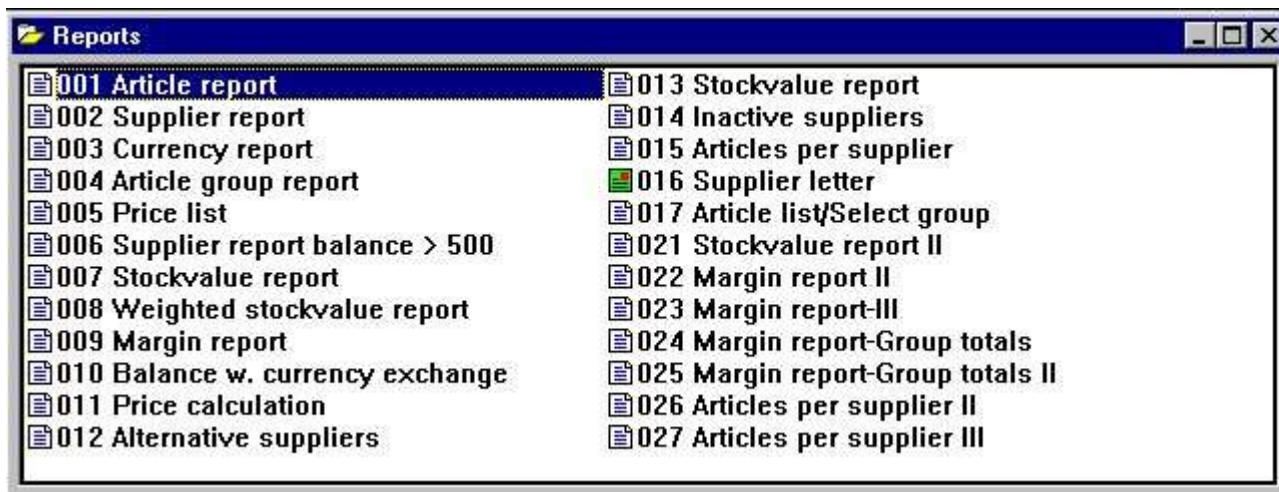 Reports
001 Article report
002 Supplier report
003 Currency report
004 Article group report
005 Price list
006 Supplier report balance > 500
007 Stockvalue report
008 Weighted stockvalue report
009 Margin report
010 Balance w. currency exchange
011 Price calculation
012 Alternative suppliers
013 Stockvalue report
014 Inactive suppliers
015 Articles per supplier
016 Supplier letter
017 Article list/Select group
021 Stockvalue report II
022 Margin report II
023 Margin report-III
024 Margin report-Group totals
025 Margin report-Group totals II
026 Articles per supplier II
027 Articles per supplier III